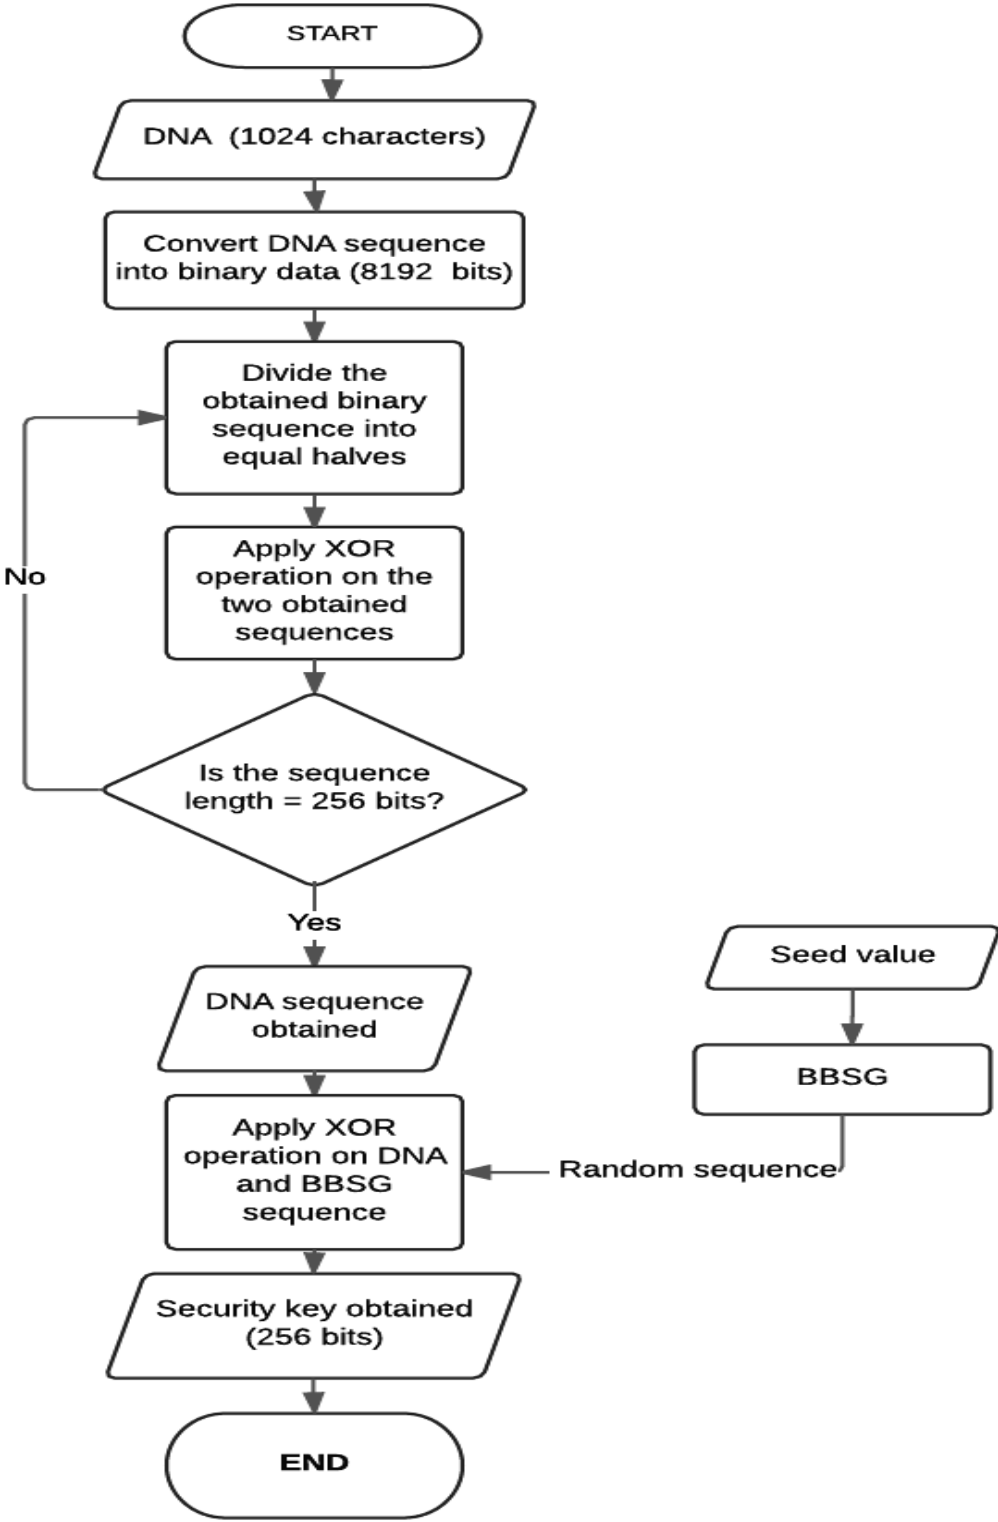 START
DNA (1024 characters)
Convert DNA sequence
into binary data (8192 bits)
Divide the
obtained binary
sequence into
equal halves
Apply XOR
operation on the
two obtained
sequences
No
Is the sequence
length = 256 bits?
Yes
DNA sequence
obtained
Seed value
BBSG
Random sequence
Apply XOR
operation on DNA
and BBSG
sequence
Security key obtained
(256 bits)
END